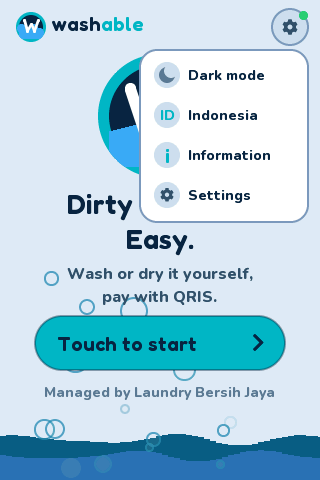 washable
Dark mode
ID Indonesia
i Information
Settings
Dirty
Easy.
Wash or dry it yourself,
pay with QRIS.
Touch to start
Managed by Laundry Bersih Jaya